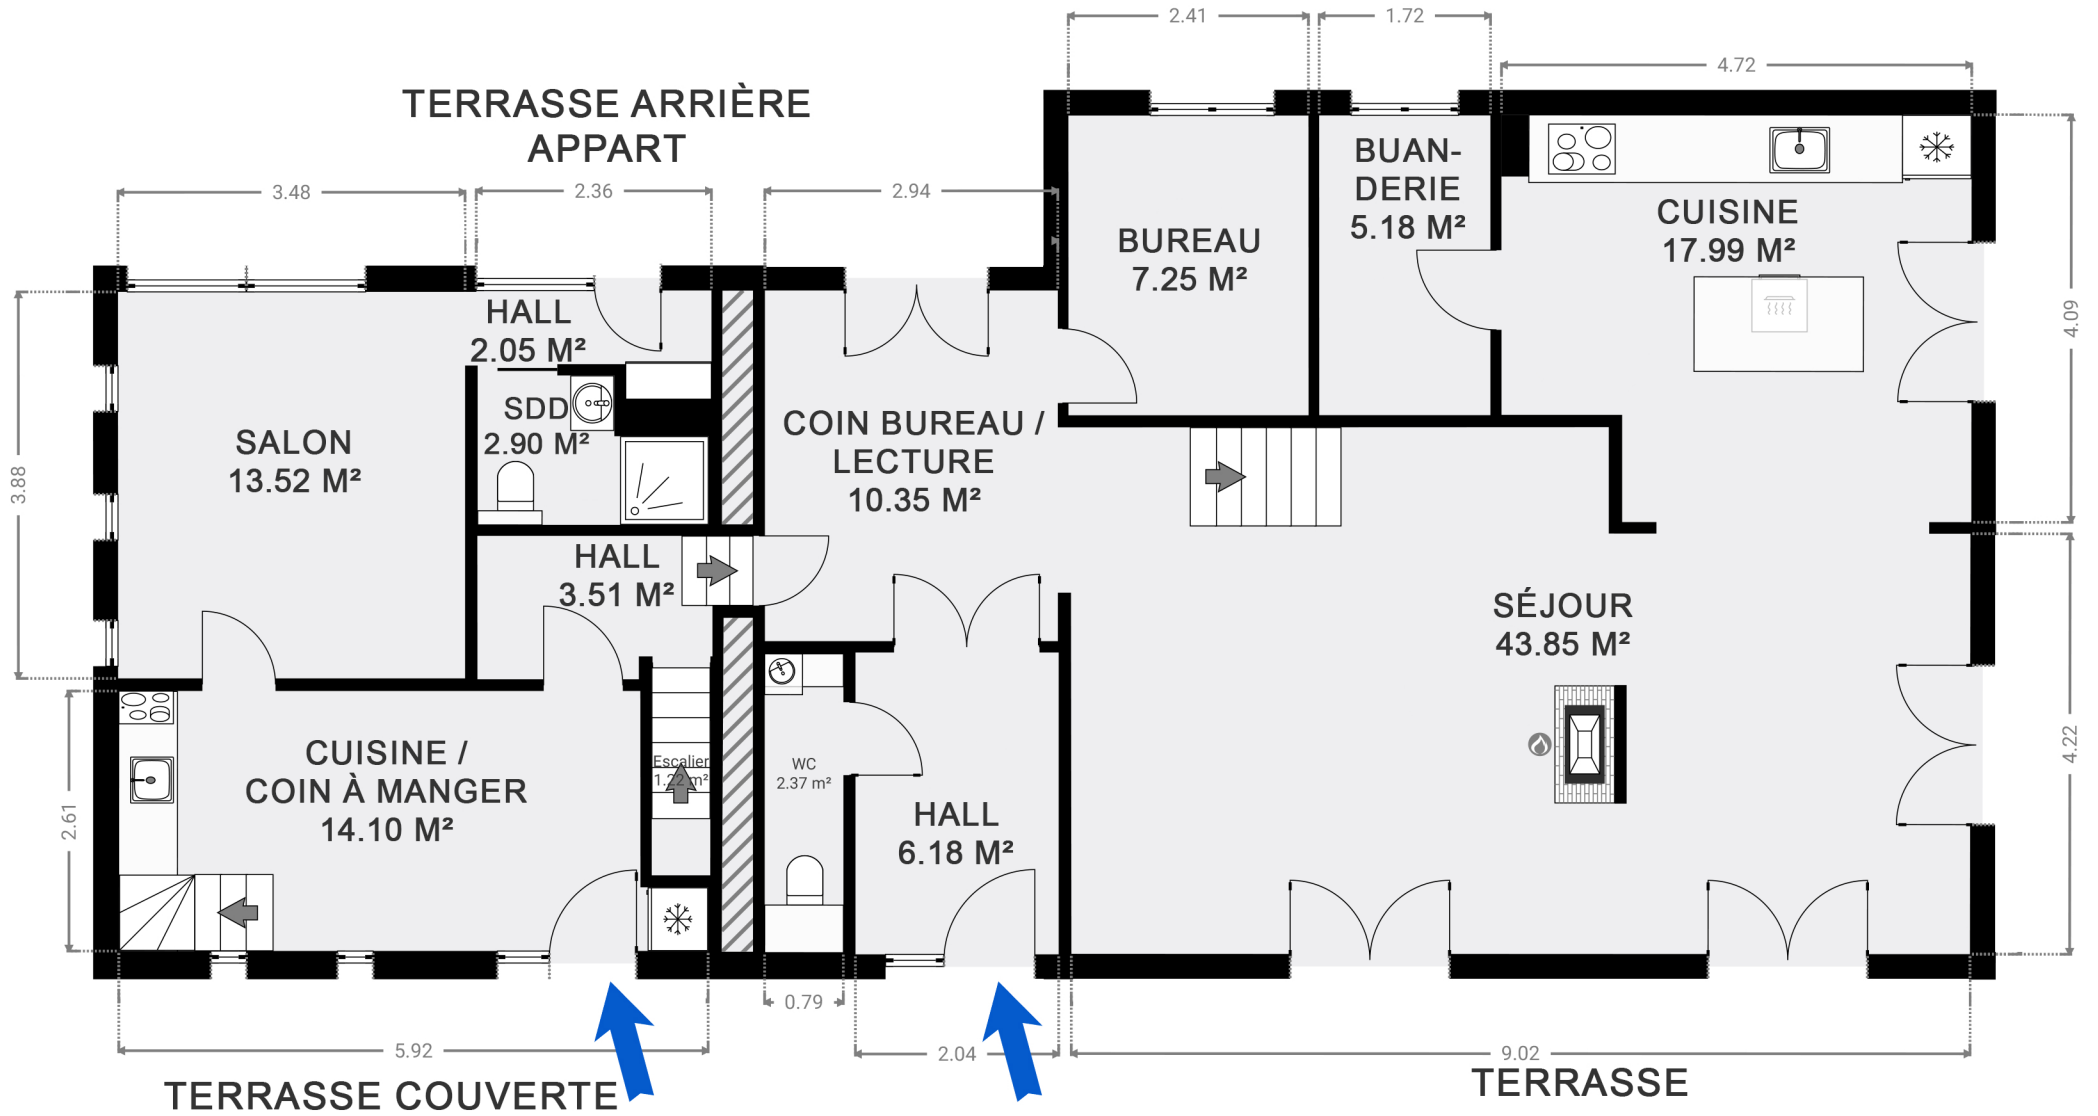 2.41
1.72
4.72
TERRASSE ARRIÈRE
APPART
3.48
2.36
2.94
BUAN-
DERIE
5.18 M²
CUISINE
17.99 M²
BUREAU
7.25 M²
4.09
HALL
2.05 M²
SDD
2.90 M²
SALON
13.52 M²
COIN BUREAU /
LECTURE
10.35 M²
3.88
HALL
3.51 M²
SÉJOUR
43.85 M²
4.22
CUISINE /
COIN À MANGER
14.10 M²
2.61
Escalier
1.22 m²
WC
2.37 m²
HALL
6.18 M²
0.79
5.92
2.04
9.02
TERRASSE COUVERTE
TERRASSE